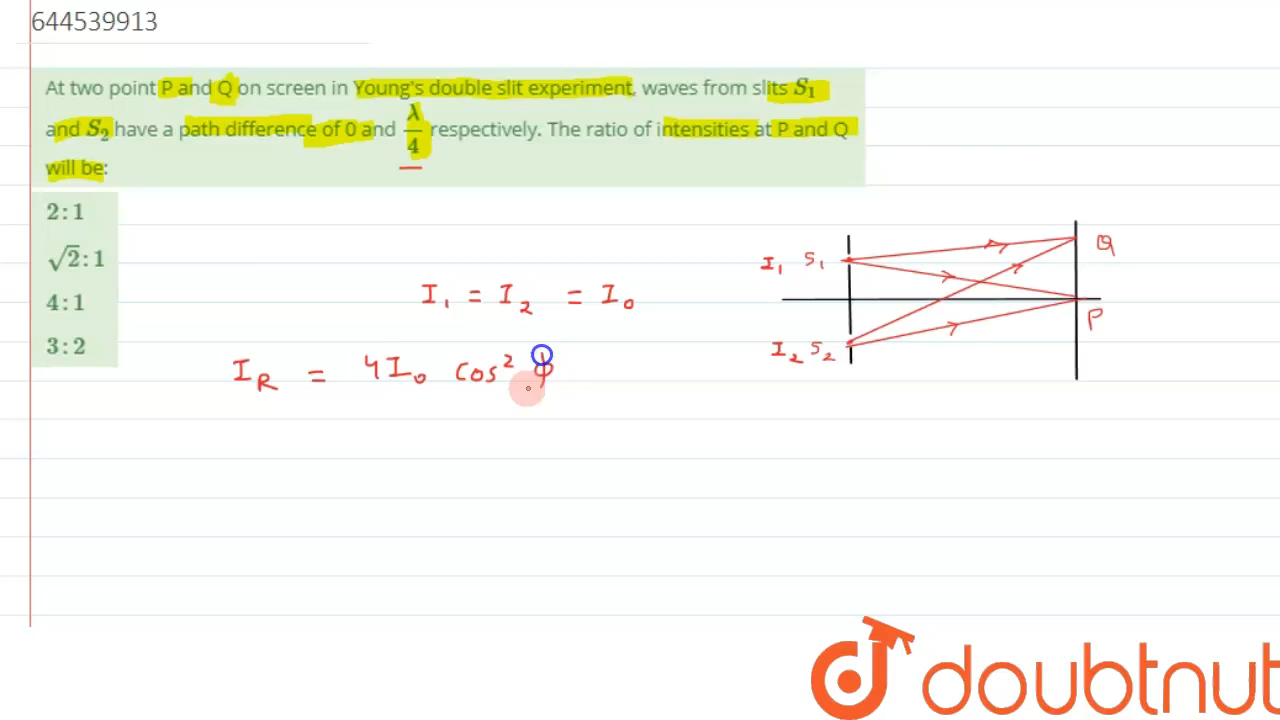 644539913
At two point P and Q on screen in Young's double slit experiment, waves from slits S₁
and S₂ have a path difference of 0 and λ/4 respectively. The ratio of intensities at P and Q
will be:
2 : 1
√2 : 1
4 : 1
3 : 2
I₁ = I₂ = I₀
I_R = 4I₀ cos² ϕ
I₁ S₁
Q
P
I₂ S₂
doubtnut